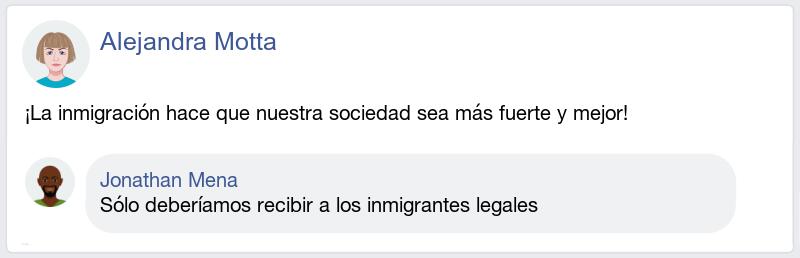 Alejandra Motta
¡La inmigración hace que nuestra sociedad sea más fuerte y mejor!
Jonathan Mena
Sólo deberíamos recibir a los inmigrantes legales